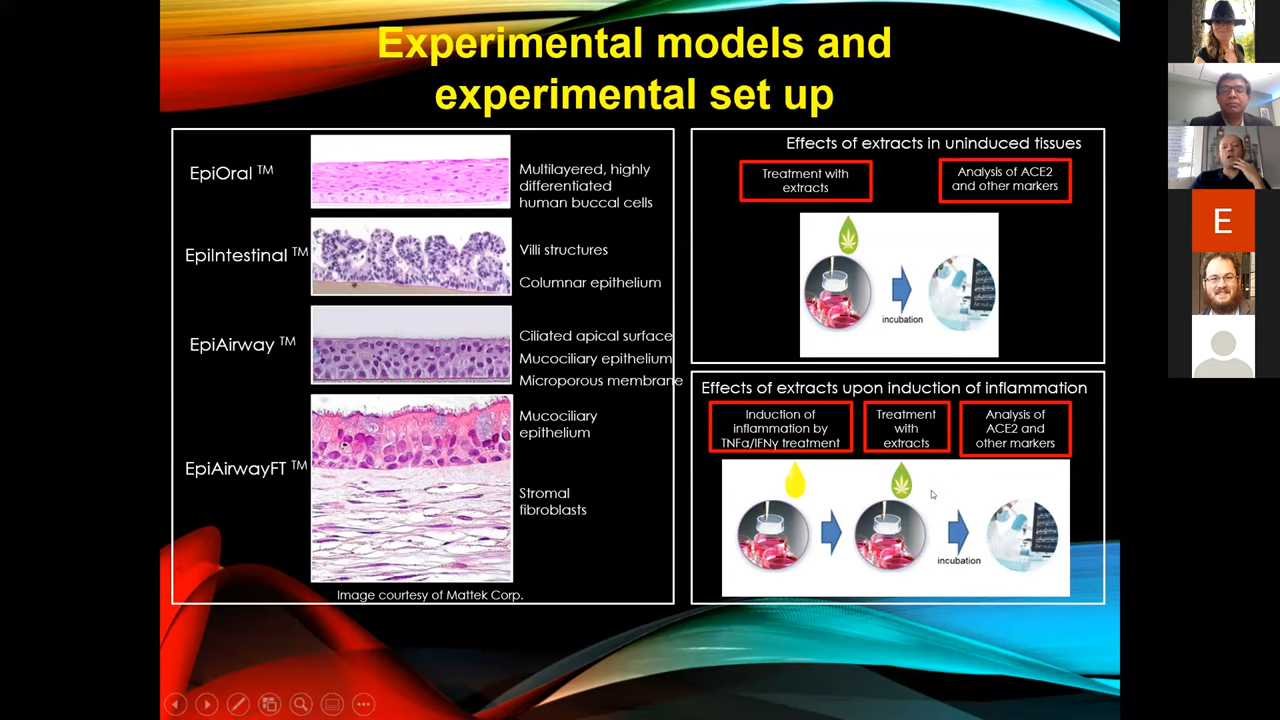 Experimental models and
experimental set up
EpiOral TM
Multilayered, highly
differentiated
human buccal cells
EpiIntestinal TM
Villi structures
Columnar epithelium
EpiAirway TM
Ciliated apical surface
Mucociliary epithelium
Microporous membrane
EpiAirwayFT TM
Mucociliary
epithelium
Stromal
fibroblasts
Image courtesy of Mattek Corp.
Effects of extracts in uninduced tissues
Treatment with
extracts
Analysis of ACE2
and other markers
incubation
Effects of extracts upon induction of inflammation
Induction of
inflammation by
TNFα/IFNγ treatment
Treatment
with
extracts
Analysis of
ACE2 and
other markers
incubation
E